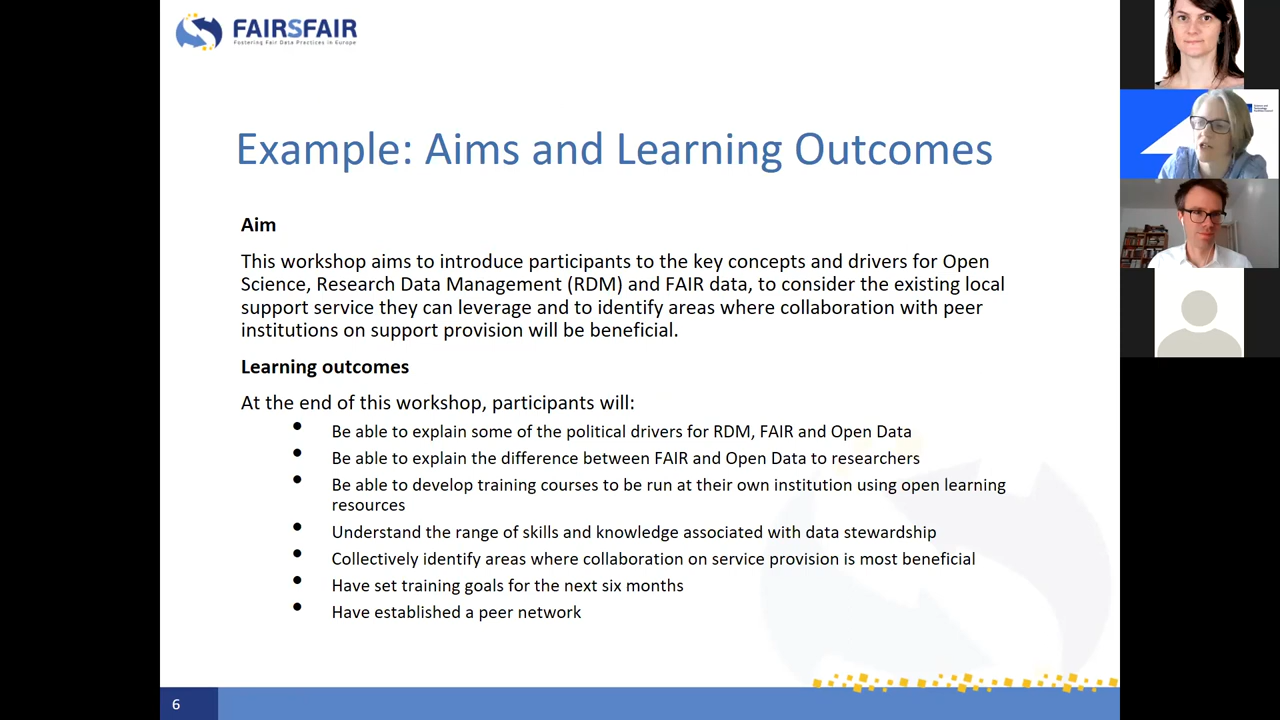 FAIRSFAIR
Fostering Fair Data Practices in Europe
Example: Aims and Learning Outcomes
Aim
This workshop aims to introduce participants to the key concepts and drivers for Open
Science, Research Data Management (RDM) and FAIR data, to consider the existing local
support service they can leverage and to identify areas where collaboration with peer
institutions on support provision will be beneficial.
Learning outcomes
At the end of this workshop, participants will:
• Be able to explain some of the political drivers for RDM, FAIR and Open Data
• Be able to explain the difference between FAIR and Open Data to researchers
• Be able to develop training courses to be run at their own institution using open learning
resources
• Understand the range of skills and knowledge associated with data stewardship
• Collectively identify areas where collaboration on service provision is most beneficial
• Have set training goals for the next six months
• Have established a peer network
6